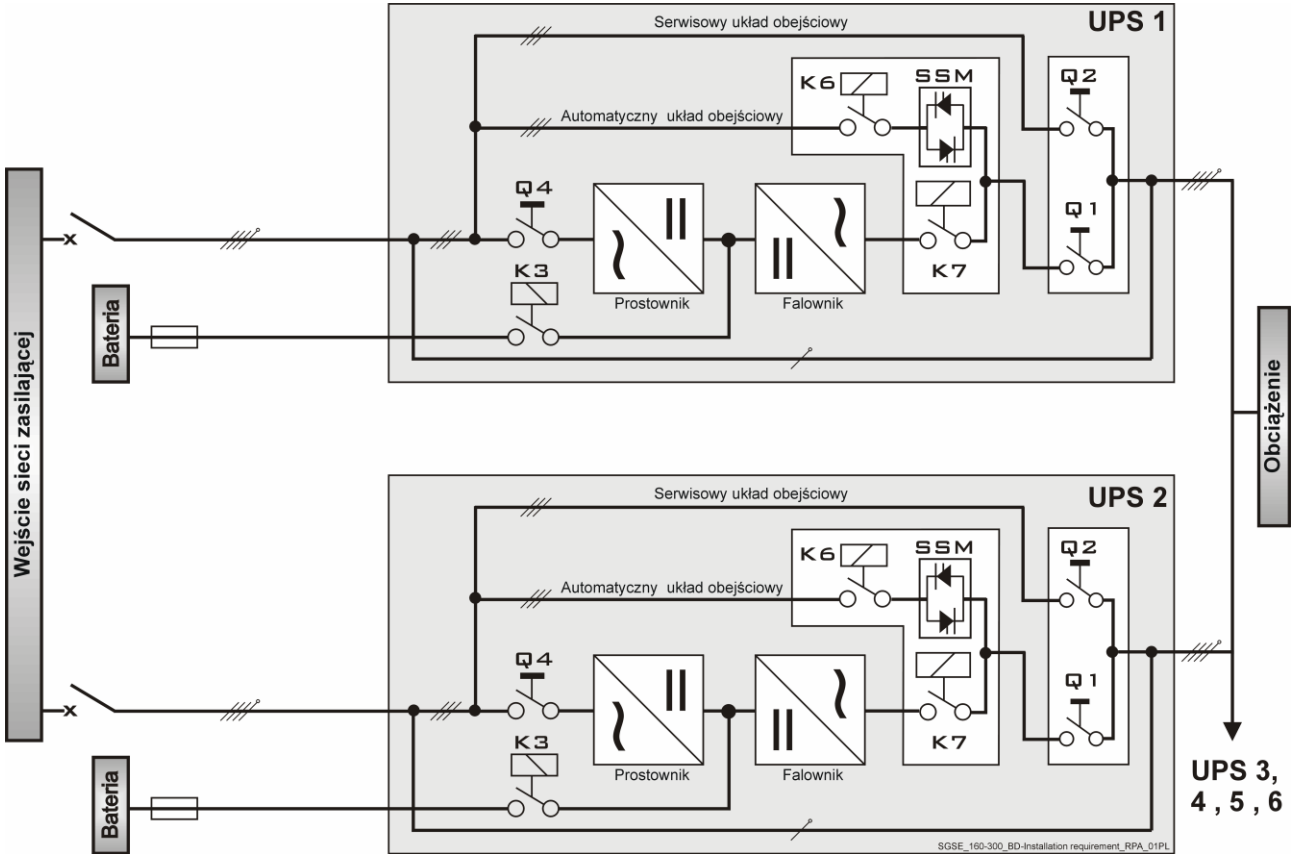 Wejście sieci zasilającej
Serwisowy układ obejściowy
UPS 1
K6
SSM
Q2
Automatyczny układ obejściowy
Q4
Q1
K7
K3
Prostownik
Falownik
Bateria
Obciążenie
Serwisowy układ obejściowy
UPS 2
K6
SSM
Q2
Automatyczny układ obejściowy
Q4
Q1
K7
K3
Prostownik
Falownik
Bateria
UPS 3,
4 , 5 , 6
SGSE_160-300_BD-Installation requirement_RPA_01PL